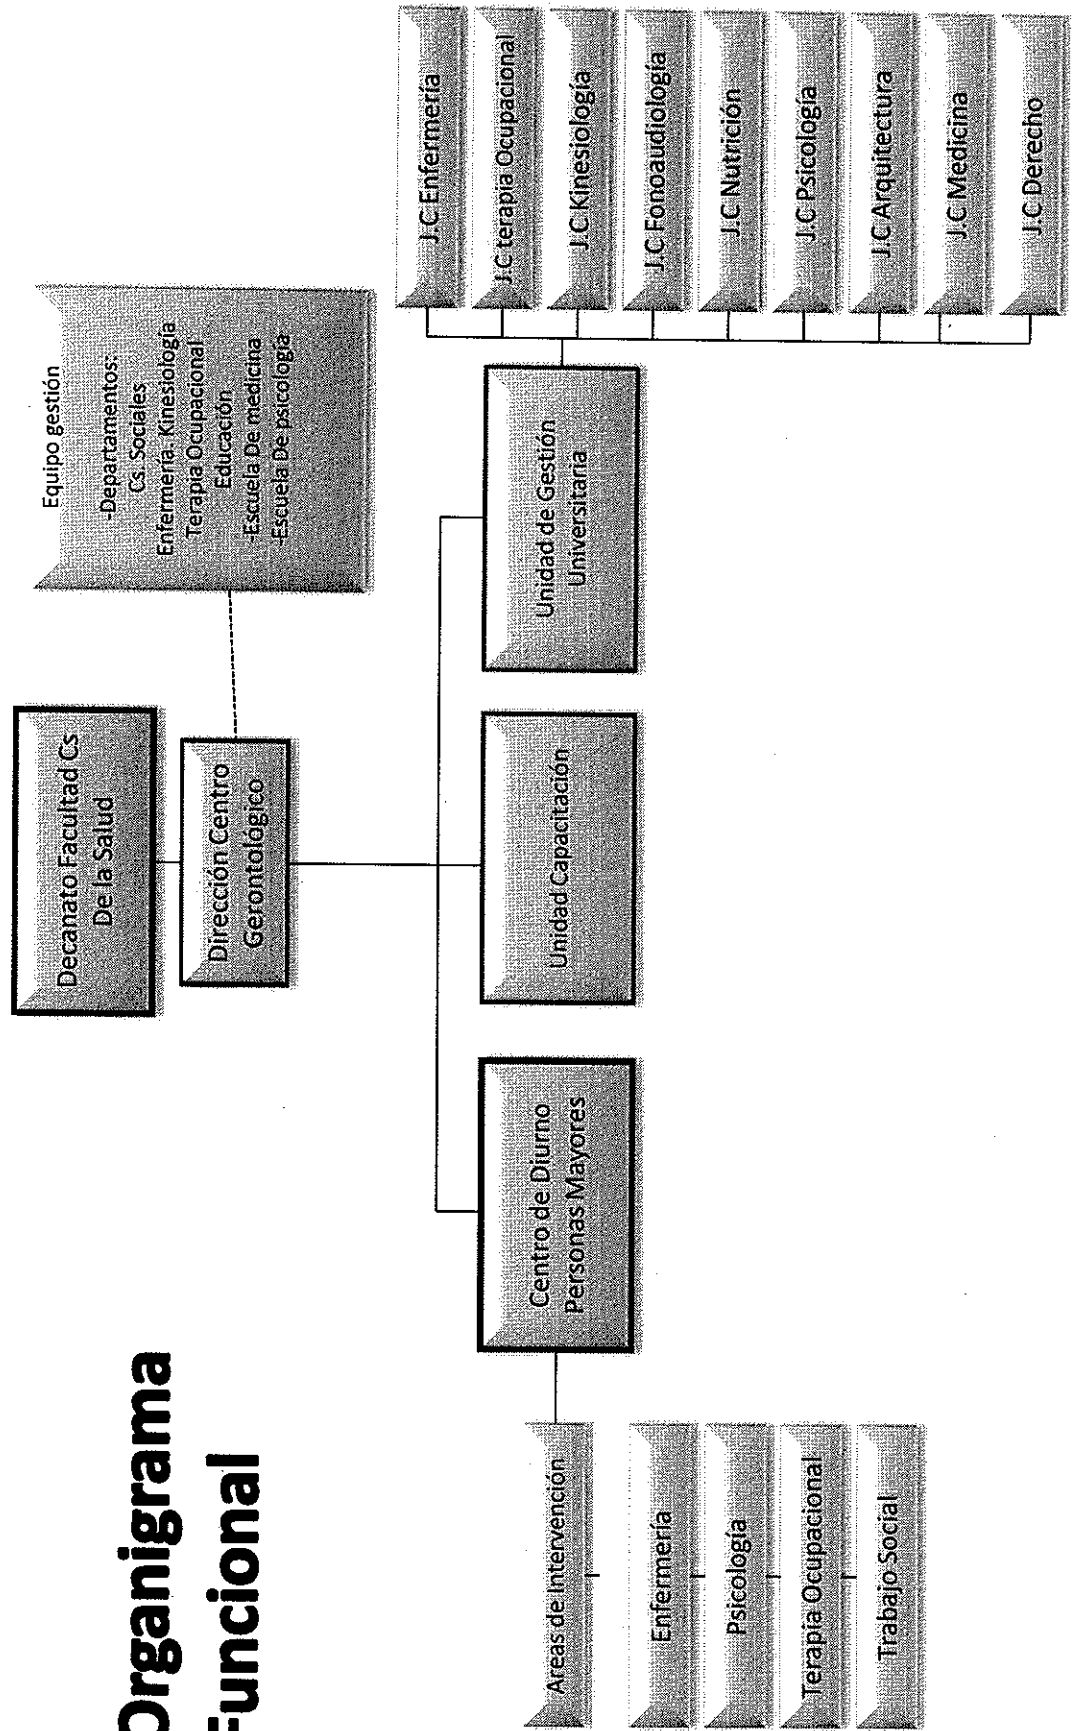 Organigrama
Funcional
Decanato Facultad Cs
De la Salud
Dirección Centro
Gerontológico
Equipo gestión
-Departamentos:
Cs. Sociales
Enfermería. Kinesiología
Terapia Ocupacional
Educación
-Escuela De medicina
-Escuela De psicología
Centro de Diurno
Personas Mayores
Unidad Capacitación
Unidad de Gestión
Universitaria
Areas de Intervención
Enfermería
Psicología
Terapia Ocupacional
Trabajo Social
J.C Enfermería
J.C terapia Ocupacional
J.C Kinesiología
J.C Fonoaudiología
J.C Nutrición
J.C Psicología
J.C Arquitectura
J.C Medicina
J.C Derecho